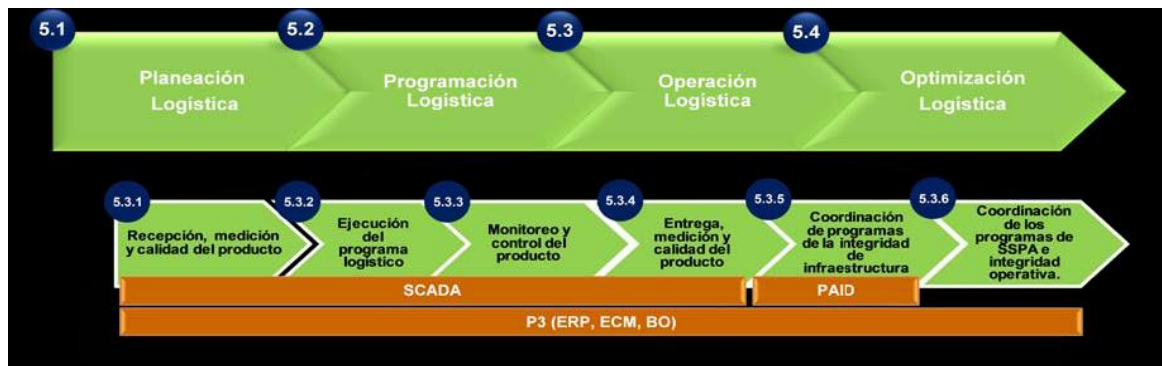 5.1
5.2
5.3
5.4
Planeación
Logística
Programación
Logística
Operación
Logística
Optimización
Logística
5.3.1
5.3.2
5.3.3
5.3.4
5.3.5
5.3.6
Recepción, medición
y calidad del producto
Ejecución
del
programa
logístico
Monitoreo y
control del
producto
Entrega,
medición y
calidad del
producto
Coordinación
de programas
de la integridad
de
infraestructura
Coordinación
de los
programas de
SSPA e
integridad
operativa.
SCADA
PAID
P3 (ERP, ECM, BO)